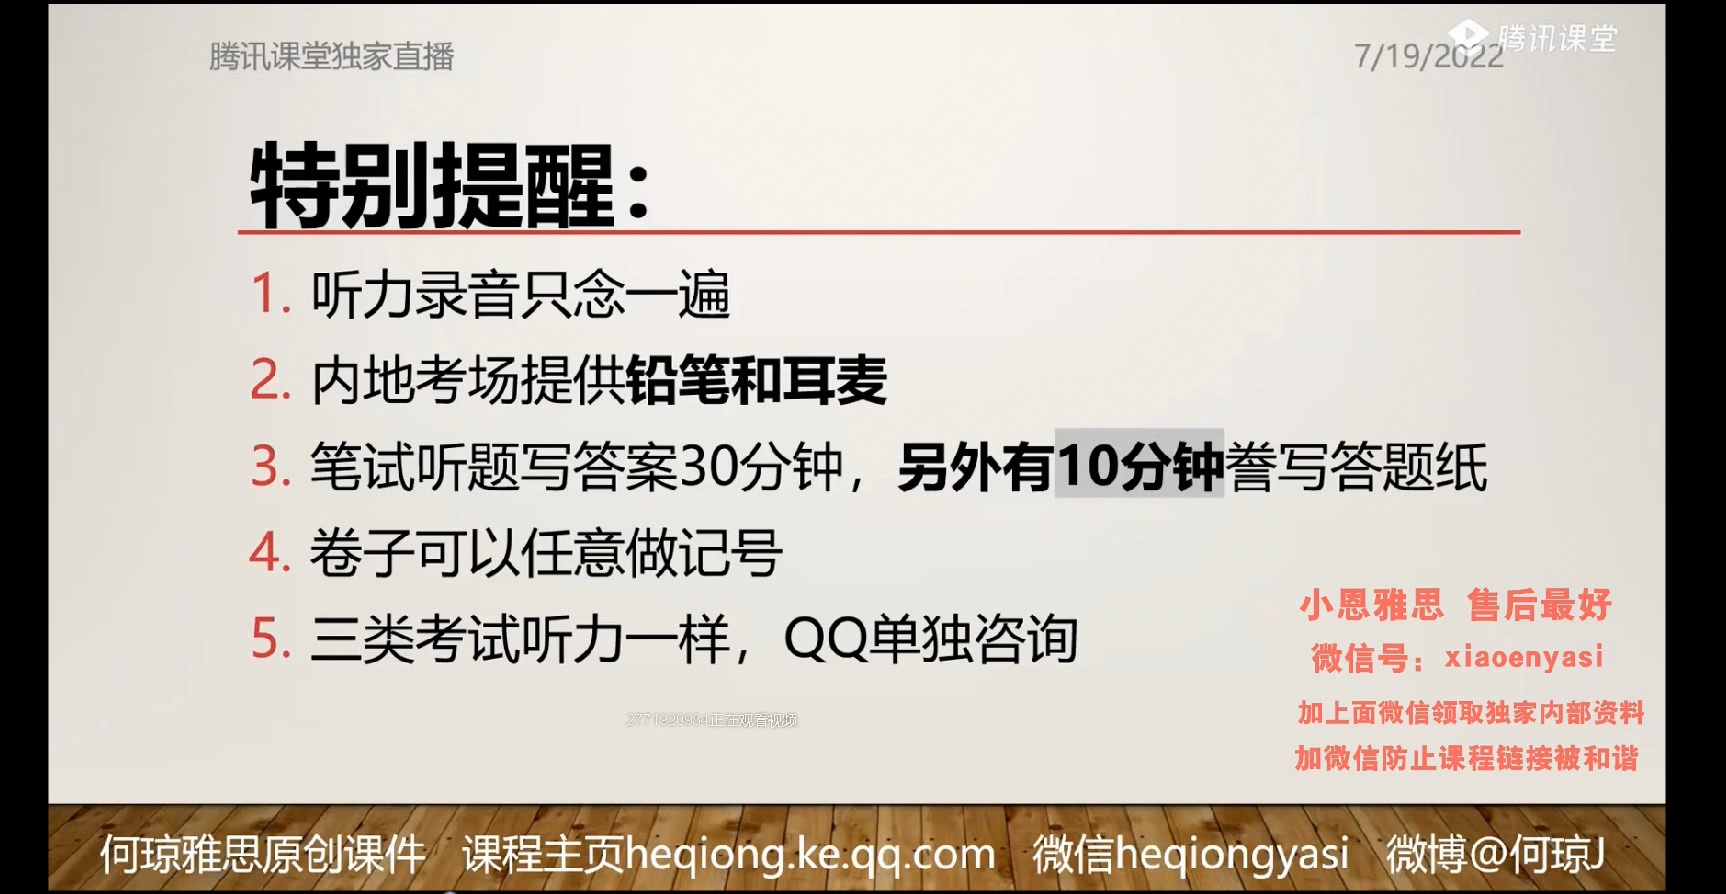 腾讯课堂独家直播
7/19/2022
腾讯课堂
特别提醒：
1. 听力录音只念一遍
2. 内地考场提供铅笔和耳麦
3. 笔试听题写答案30分钟，另外有10分钟誊写答题纸
4. 卷子可以任意做记号
5. 三类考试听力一样，QQ单独咨询
小恩雅思 售后最好
微信号：xiaoenyasi
加上面微信领取独家内部资料
加微信防止课程链接被和谐
2771920934正在观看视频
何琼雅思原创课件 课程主页heqiong.ke.qq.com 微信heqiongyasi 微博@何琼J